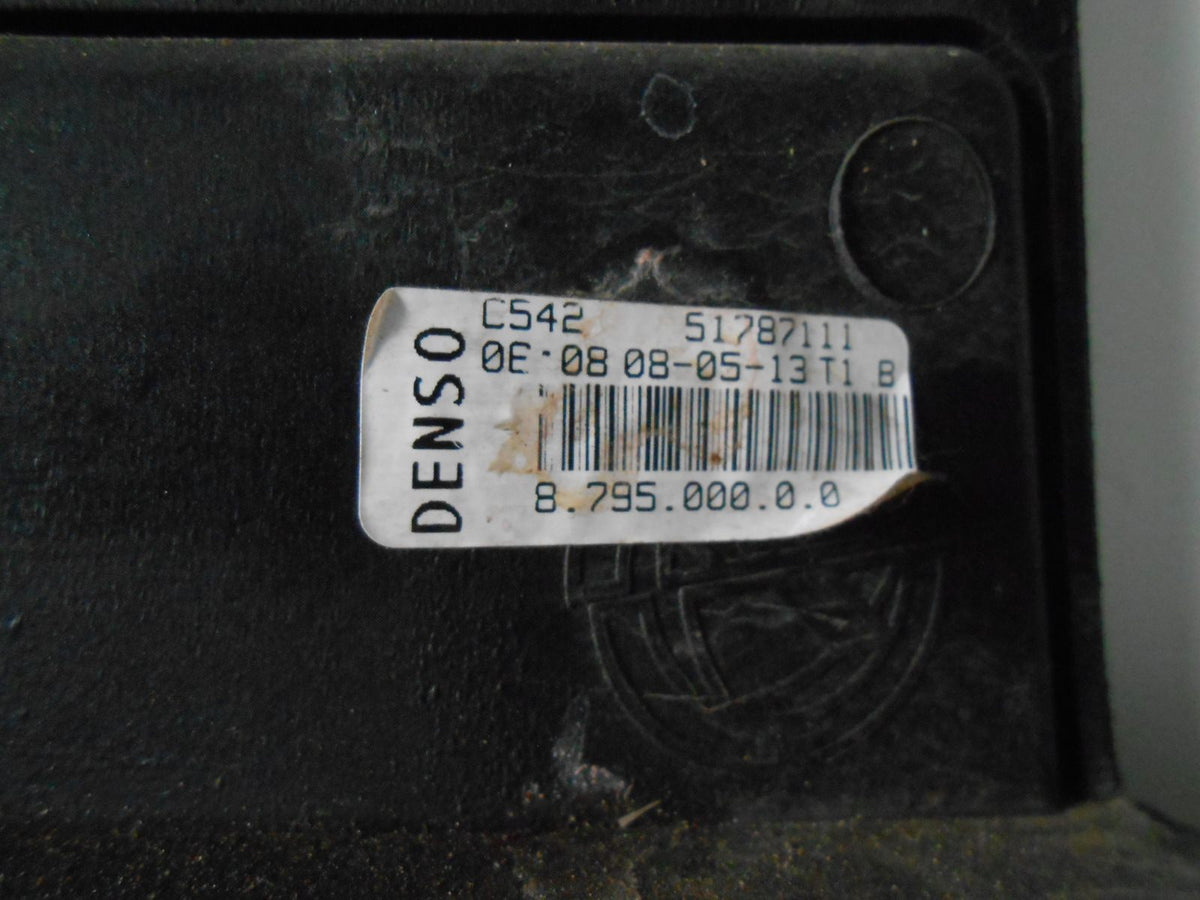 DENSO
C542 51787111
0E 08 08-05-13 T1 B
8.795.000.0.0